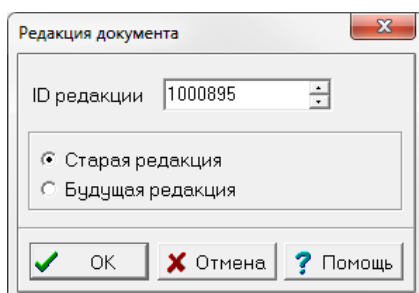 Редакция документа
ID редакции 1000895
Старая редакция
Будущая редакция
OK Отмена Помощь